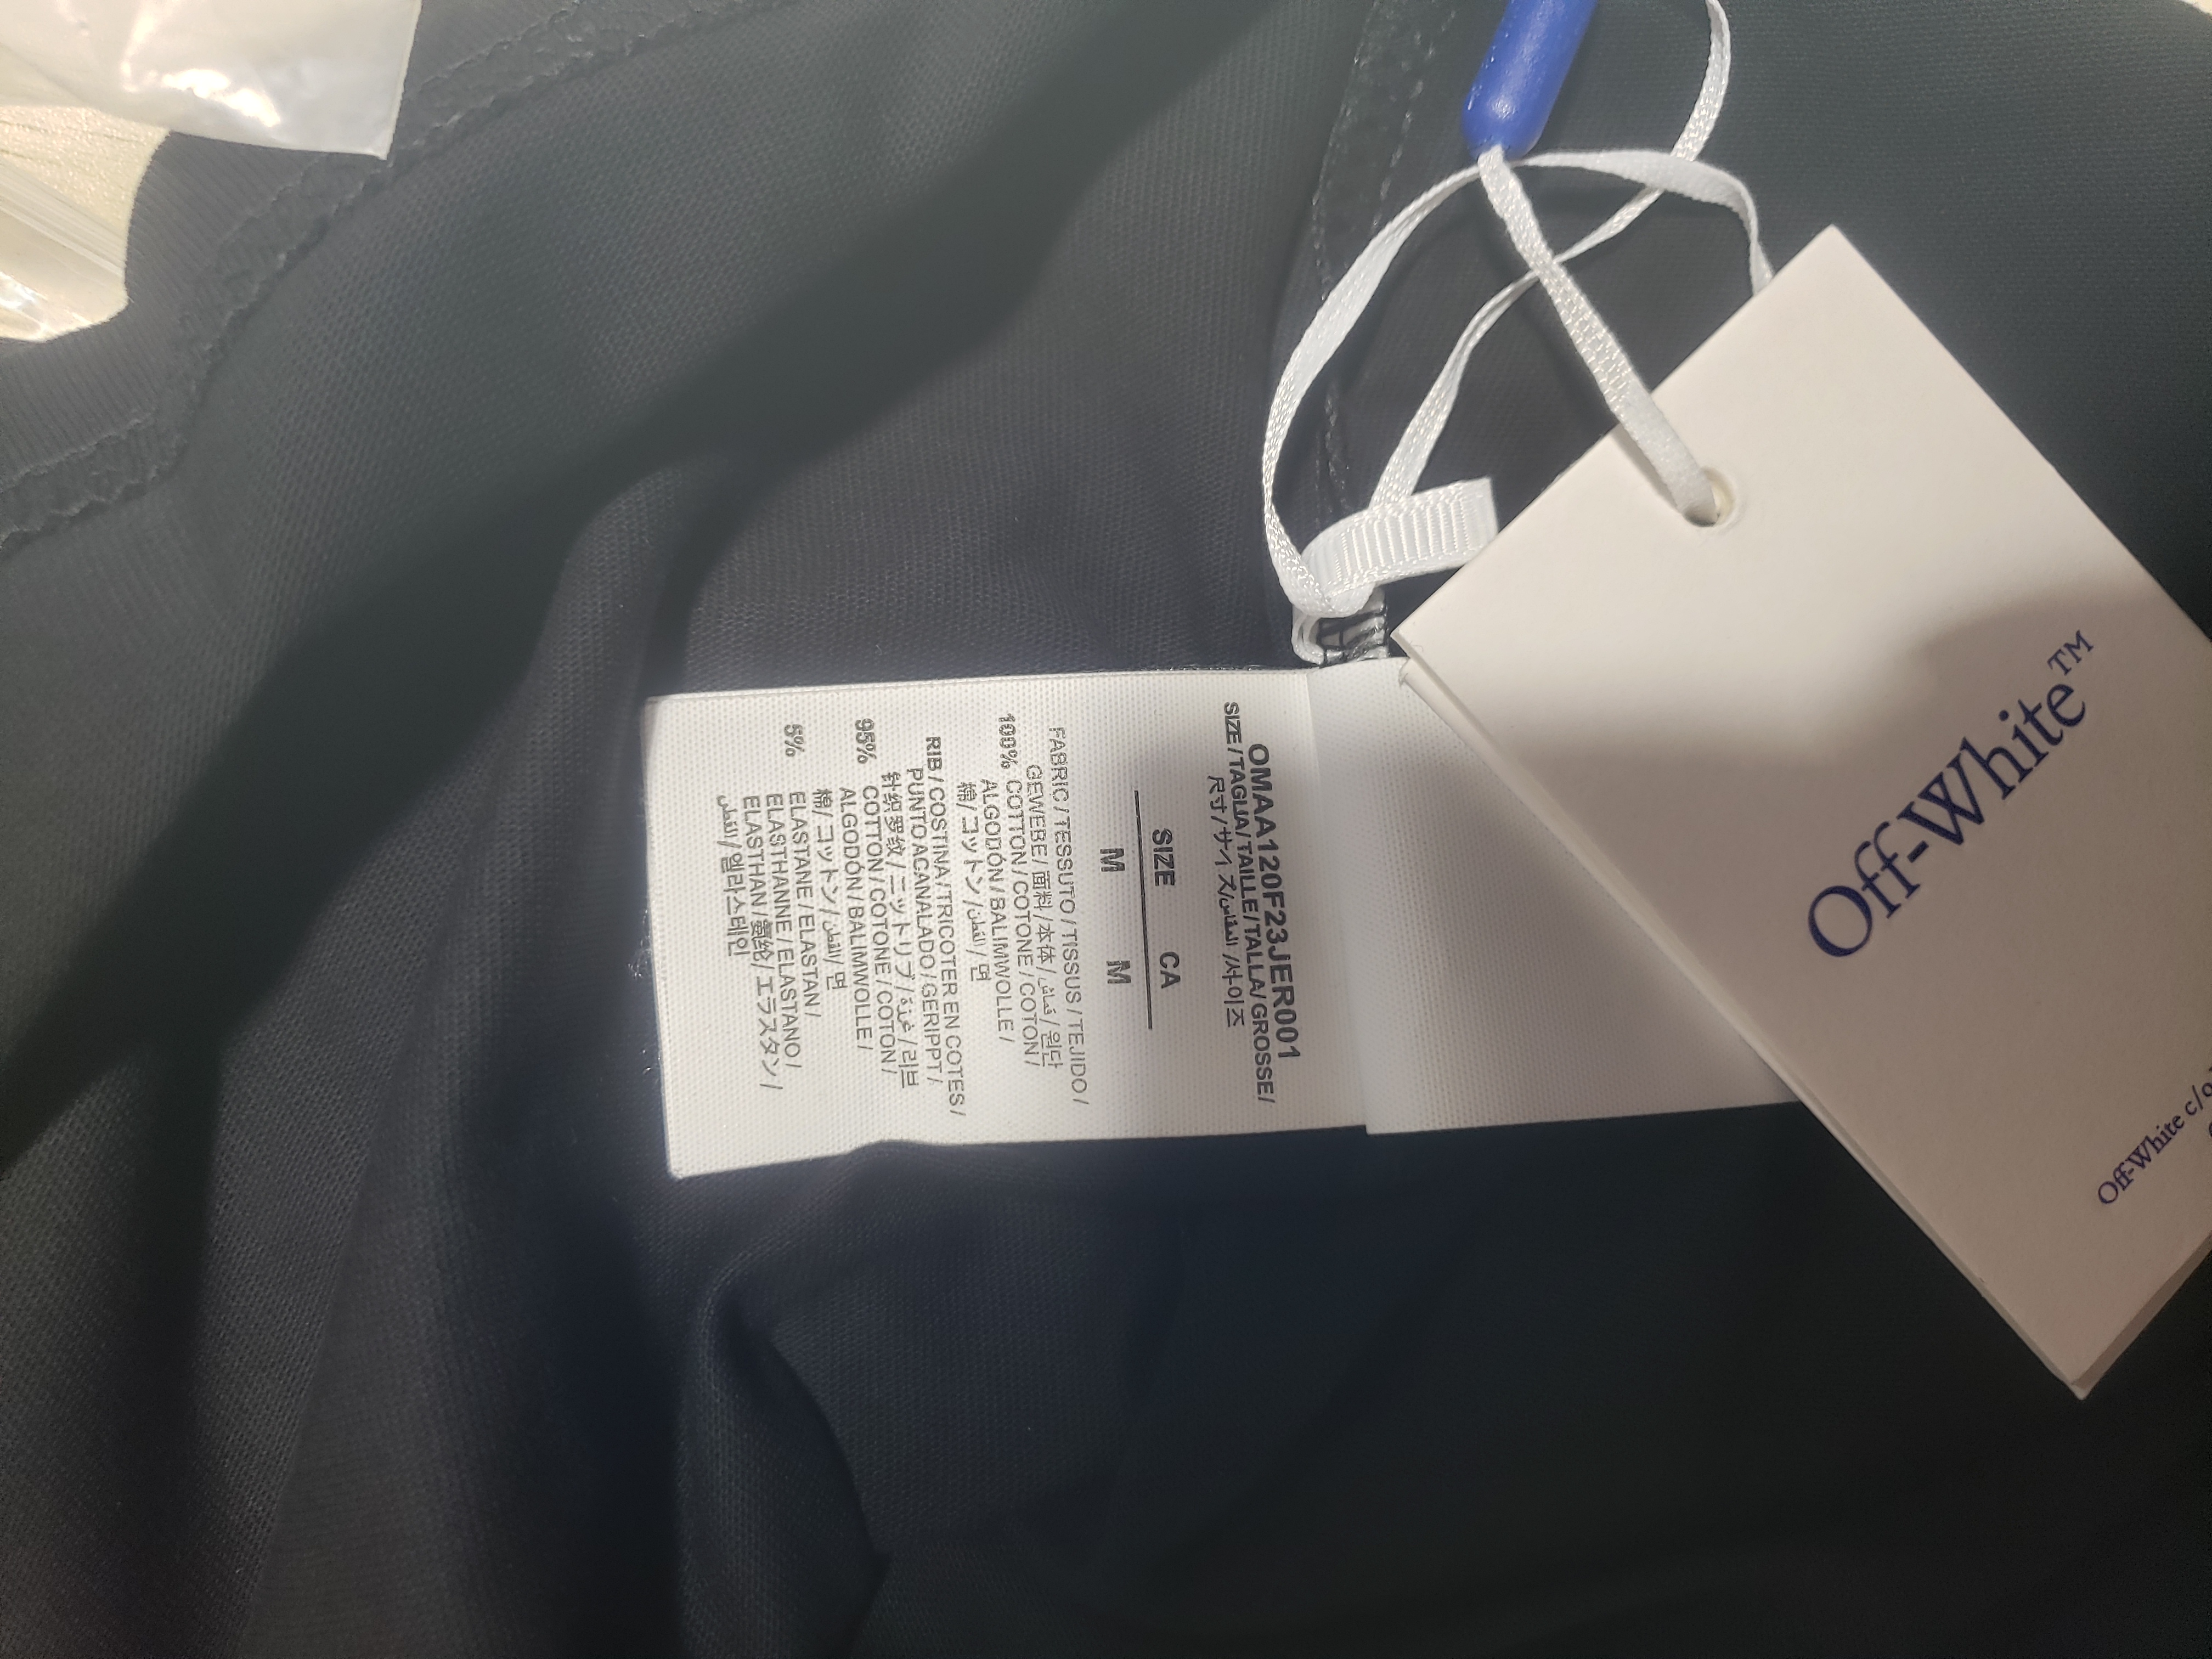 OMAA120F23JER001
SIZE / TAGLIA / TAILLE / TALLA / GROSSE /
尺寸 / サイズ / المقاس / 사이즈
SIZE CA
M M
FABRIC / TESSUTO / TISSUS / TEJIDO /
GEWEBE / 面料 / 本体 / قماش / 원단
100% COTTON / COTONE / COTON /
ALGODÓN / BALIMWOLLE /
棉 / コットン / القطن / 면
RIB / COSTINA / TRICOTER EN COTES /
PUNTO ACANALADO / GERIPPT /
针织罗纹 / ニットリブ / غرزة / 리브
95% COTTON / COTONE / COTON /
ALGODÓN / BALIMWOLLE /
棉 / コットン / القطن / 면
5% ELASTANE / ELASTAN /
ELASTHANNE / ELASTANO /
ELASTHAN / 氨纶 / エラスタン /
القطن / 엘라스테인
Off-White™
Off-White c/o